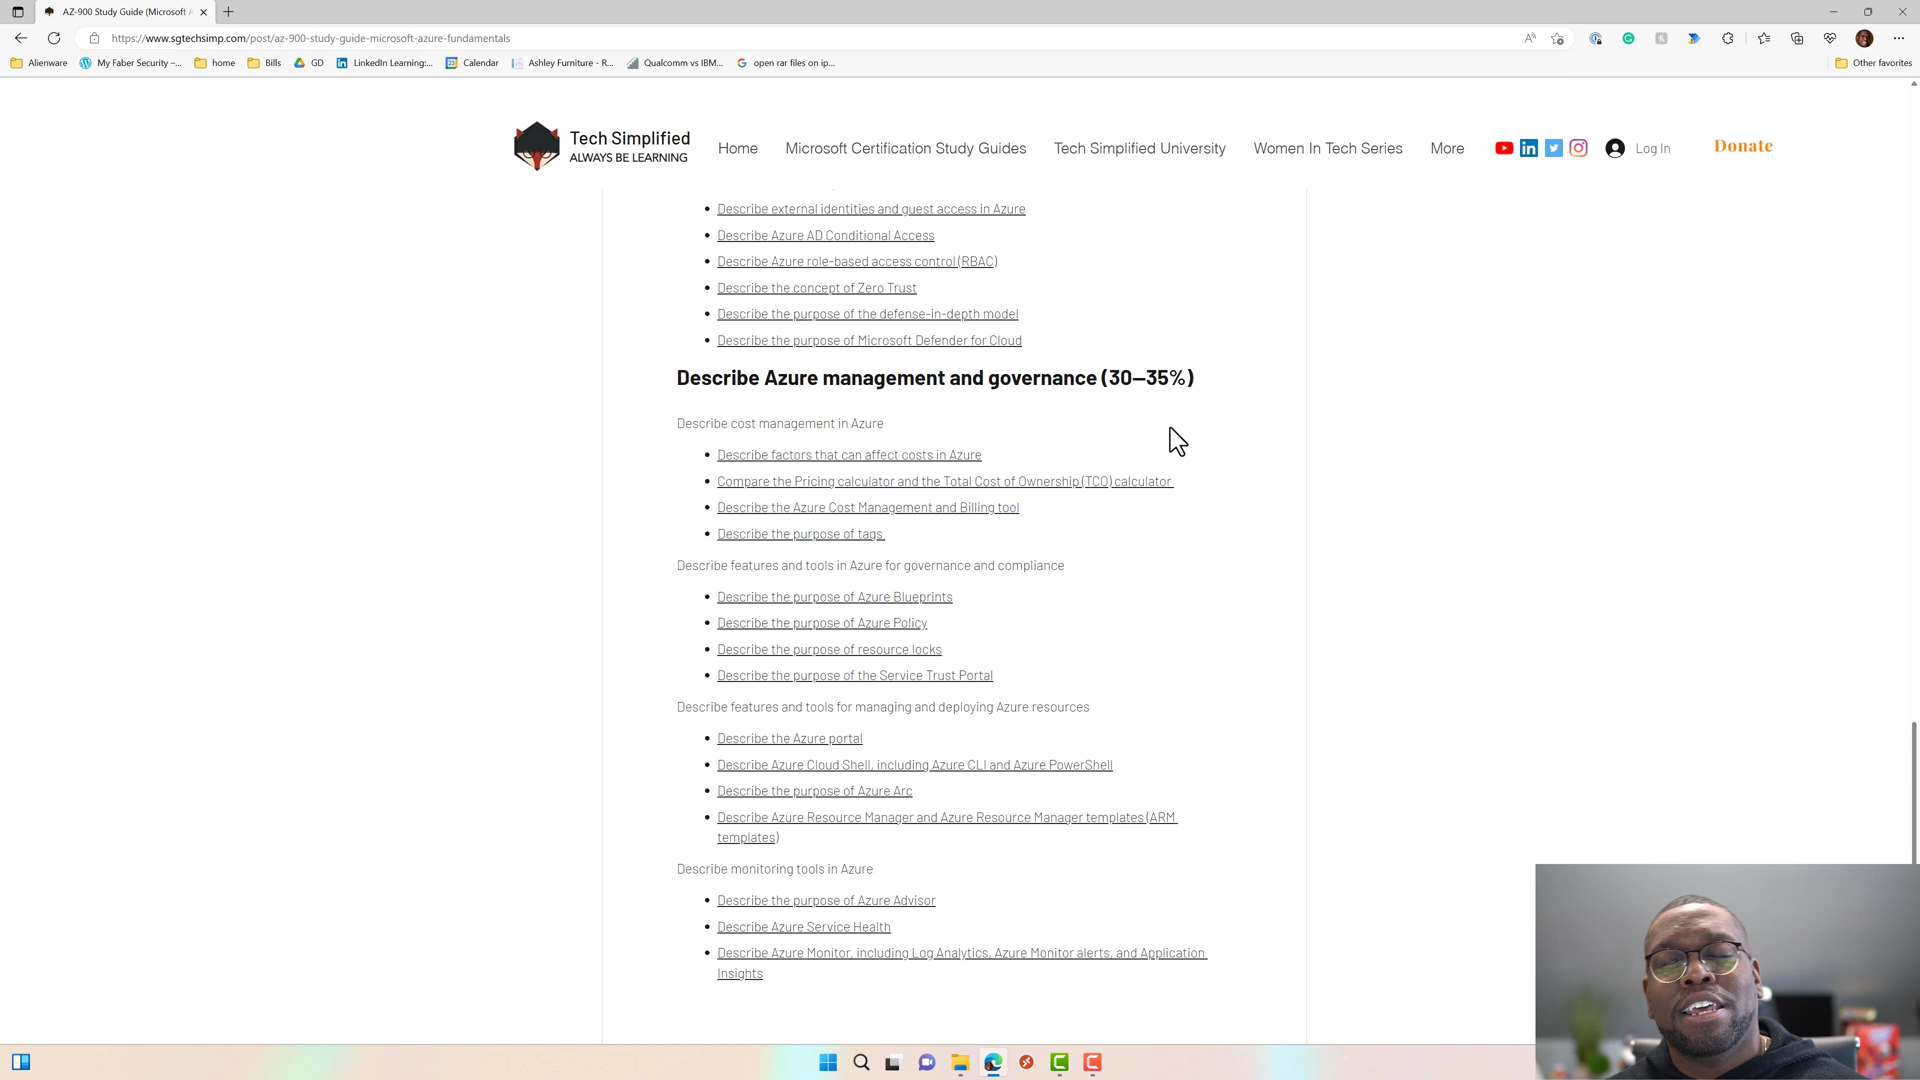 AZ-900 Study Guide (Microsoft A
https://www.sgtechsimp.com/post/az-900-study-guide-microsoft-azure-fundamentals
Alienware
My Faber Security –...
home
Bills
GD
LinkedIn Learning:...
Calendar
Ashley Furniture - R...
Qualcomm vs IBM...
open rar files on ip...
Other favorites
Tech Simplified
ALWAYS BE LEARNING
Home
Microsoft Certification Study Guides
Tech Simplified University
Women In Tech Series
More
Log In
Donate
Describe external identities and guest access in Azure
Describe Azure AD Conditional Access
Describe Azure role-based access control (RBAC)
Describe the concept of Zero Trust
Describe the purpose of the defense-in-depth model
Describe the purpose of Microsoft Defender for Cloud
Describe Azure management and governance (30–35%)
Describe cost management in Azure
Describe factors that can affect costs in Azure
Compare the Pricing calculator and the Total Cost of Ownership (TCO) calculator
Describe the Azure Cost Management and Billing tool
Describe the purpose of tags
Describe features and tools in Azure for governance and compliance
Describe the purpose of Azure Blueprints
Describe the purpose of Azure Policy
Describe the purpose of resource locks
Describe the purpose of the Service Trust Portal
Describe features and tools for managing and deploying Azure resources
Describe the Azure portal
Describe Azure Cloud Shell, including Azure CLI and Azure PowerShell
Describe the purpose of Azure Arc
Describe Azure Resource Manager and Azure Resource Manager templates (ARM
templates)
Describe monitoring tools in Azure
Describe the purpose of Azure Advisor
Describe Azure Service Health
Describe Azure Monitor, including Log Analytics, Azure Monitor alerts, and Application
Insights